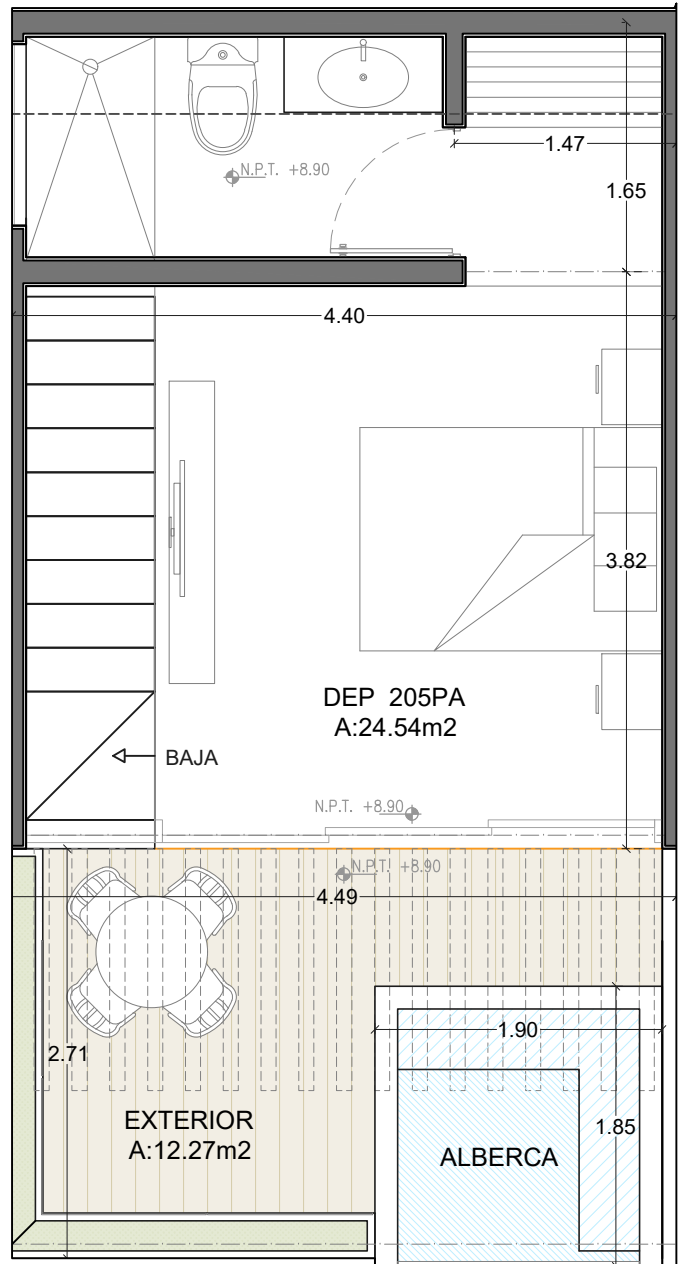 1.47
N.P.T. +8.90
1.65
4.40
3.82
DEP 205PA
A:24.54m2
BAJA
N.P.T. +8.90
N.P.T. +8.90
4.49
1.90
2.71
EXTERIOR
A:12.27m2
1.85
ALBERCA